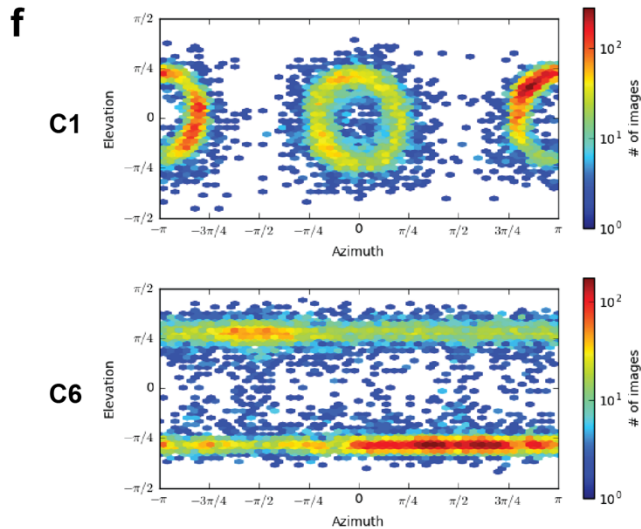 f
C1
Elevation
π/2
π/4
0
−π/4
−π/2
−π
−3π/4
−π/2
−π/4
0
π/4
π/2
3π/4
π
Azimuth
10²
10¹
10⁰
# of images
C6
Elevation
π/2
π/4
0
−π/4
−π/2
−π
−3π/4
−π/2
−π/4
0
π/4
π/2
3π/4
π
Azimuth
10²
10¹
10⁰
# of images